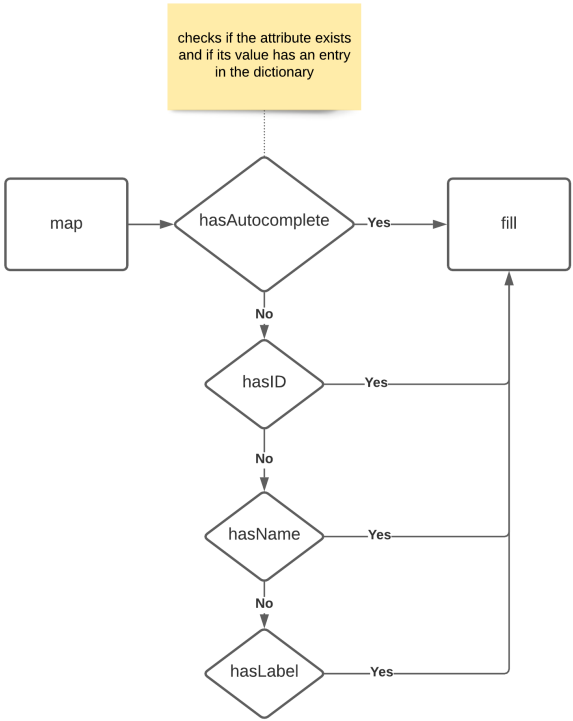 checks if the attribute exists
and if its value has an entry
in the dictionary
map
hasAutocomplete
Yes
fill
No
hasID
Yes
No
hasName
Yes
No
hasLabel
Yes